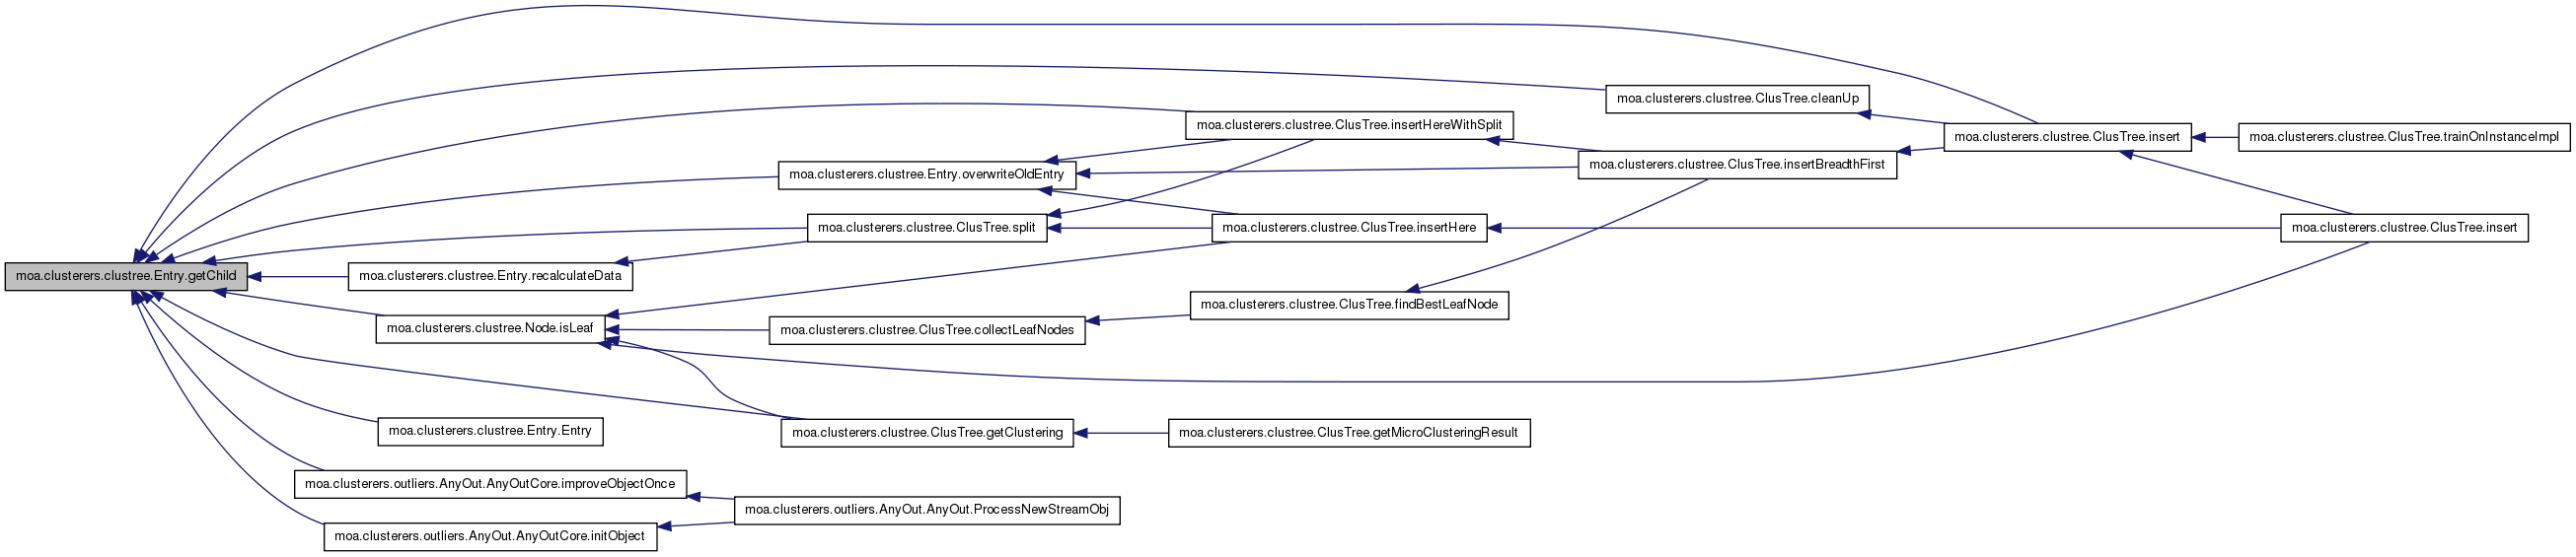 moa.clusterers.clustree.ClusTree.cleanUp
moa.clusterers.clustree.ClusTree.insertHereWithSplit
moa.clusterers.clustree.ClusTree.insert
moa.clusterers.clustree.ClusTree.trainOnInstanceImpl
moa.clusterers.clustree.ClusTree.insertBreadthFirst
moa.clusterers.clustree.Entry.overwriteOldEntry
moa.clusterers.clustree.ClusTree.split
moa.clusterers.clustree.ClusTree.insertHere
moa.clusterers.clustree.ClusTree.insert
moa.clusterers.clustree.Entry.getChild
moa.clusterers.clustree.Entry.recalculateData
moa.clusterers.clustree.ClusTree.findBestLeafNode
moa.clusterers.clustree.Node.isLeaf
moa.clusterers.clustree.ClusTree.collectLeafNodes
moa.clusterers.clustree.Entry.Entry
moa.clusterers.clustree.ClusTree.getClustering
moa.clusterers.clustree.ClusTree.getMicroClusteringResult
moa.clusterers.outliers.AnyOut.AnyOutCore.improveObjectOnce
moa.clusterers.outliers.AnyOut.AnyOut.ProcessNewStreamObj
moa.clusterers.outliers.AnyOut.AnyOutCore.initObject